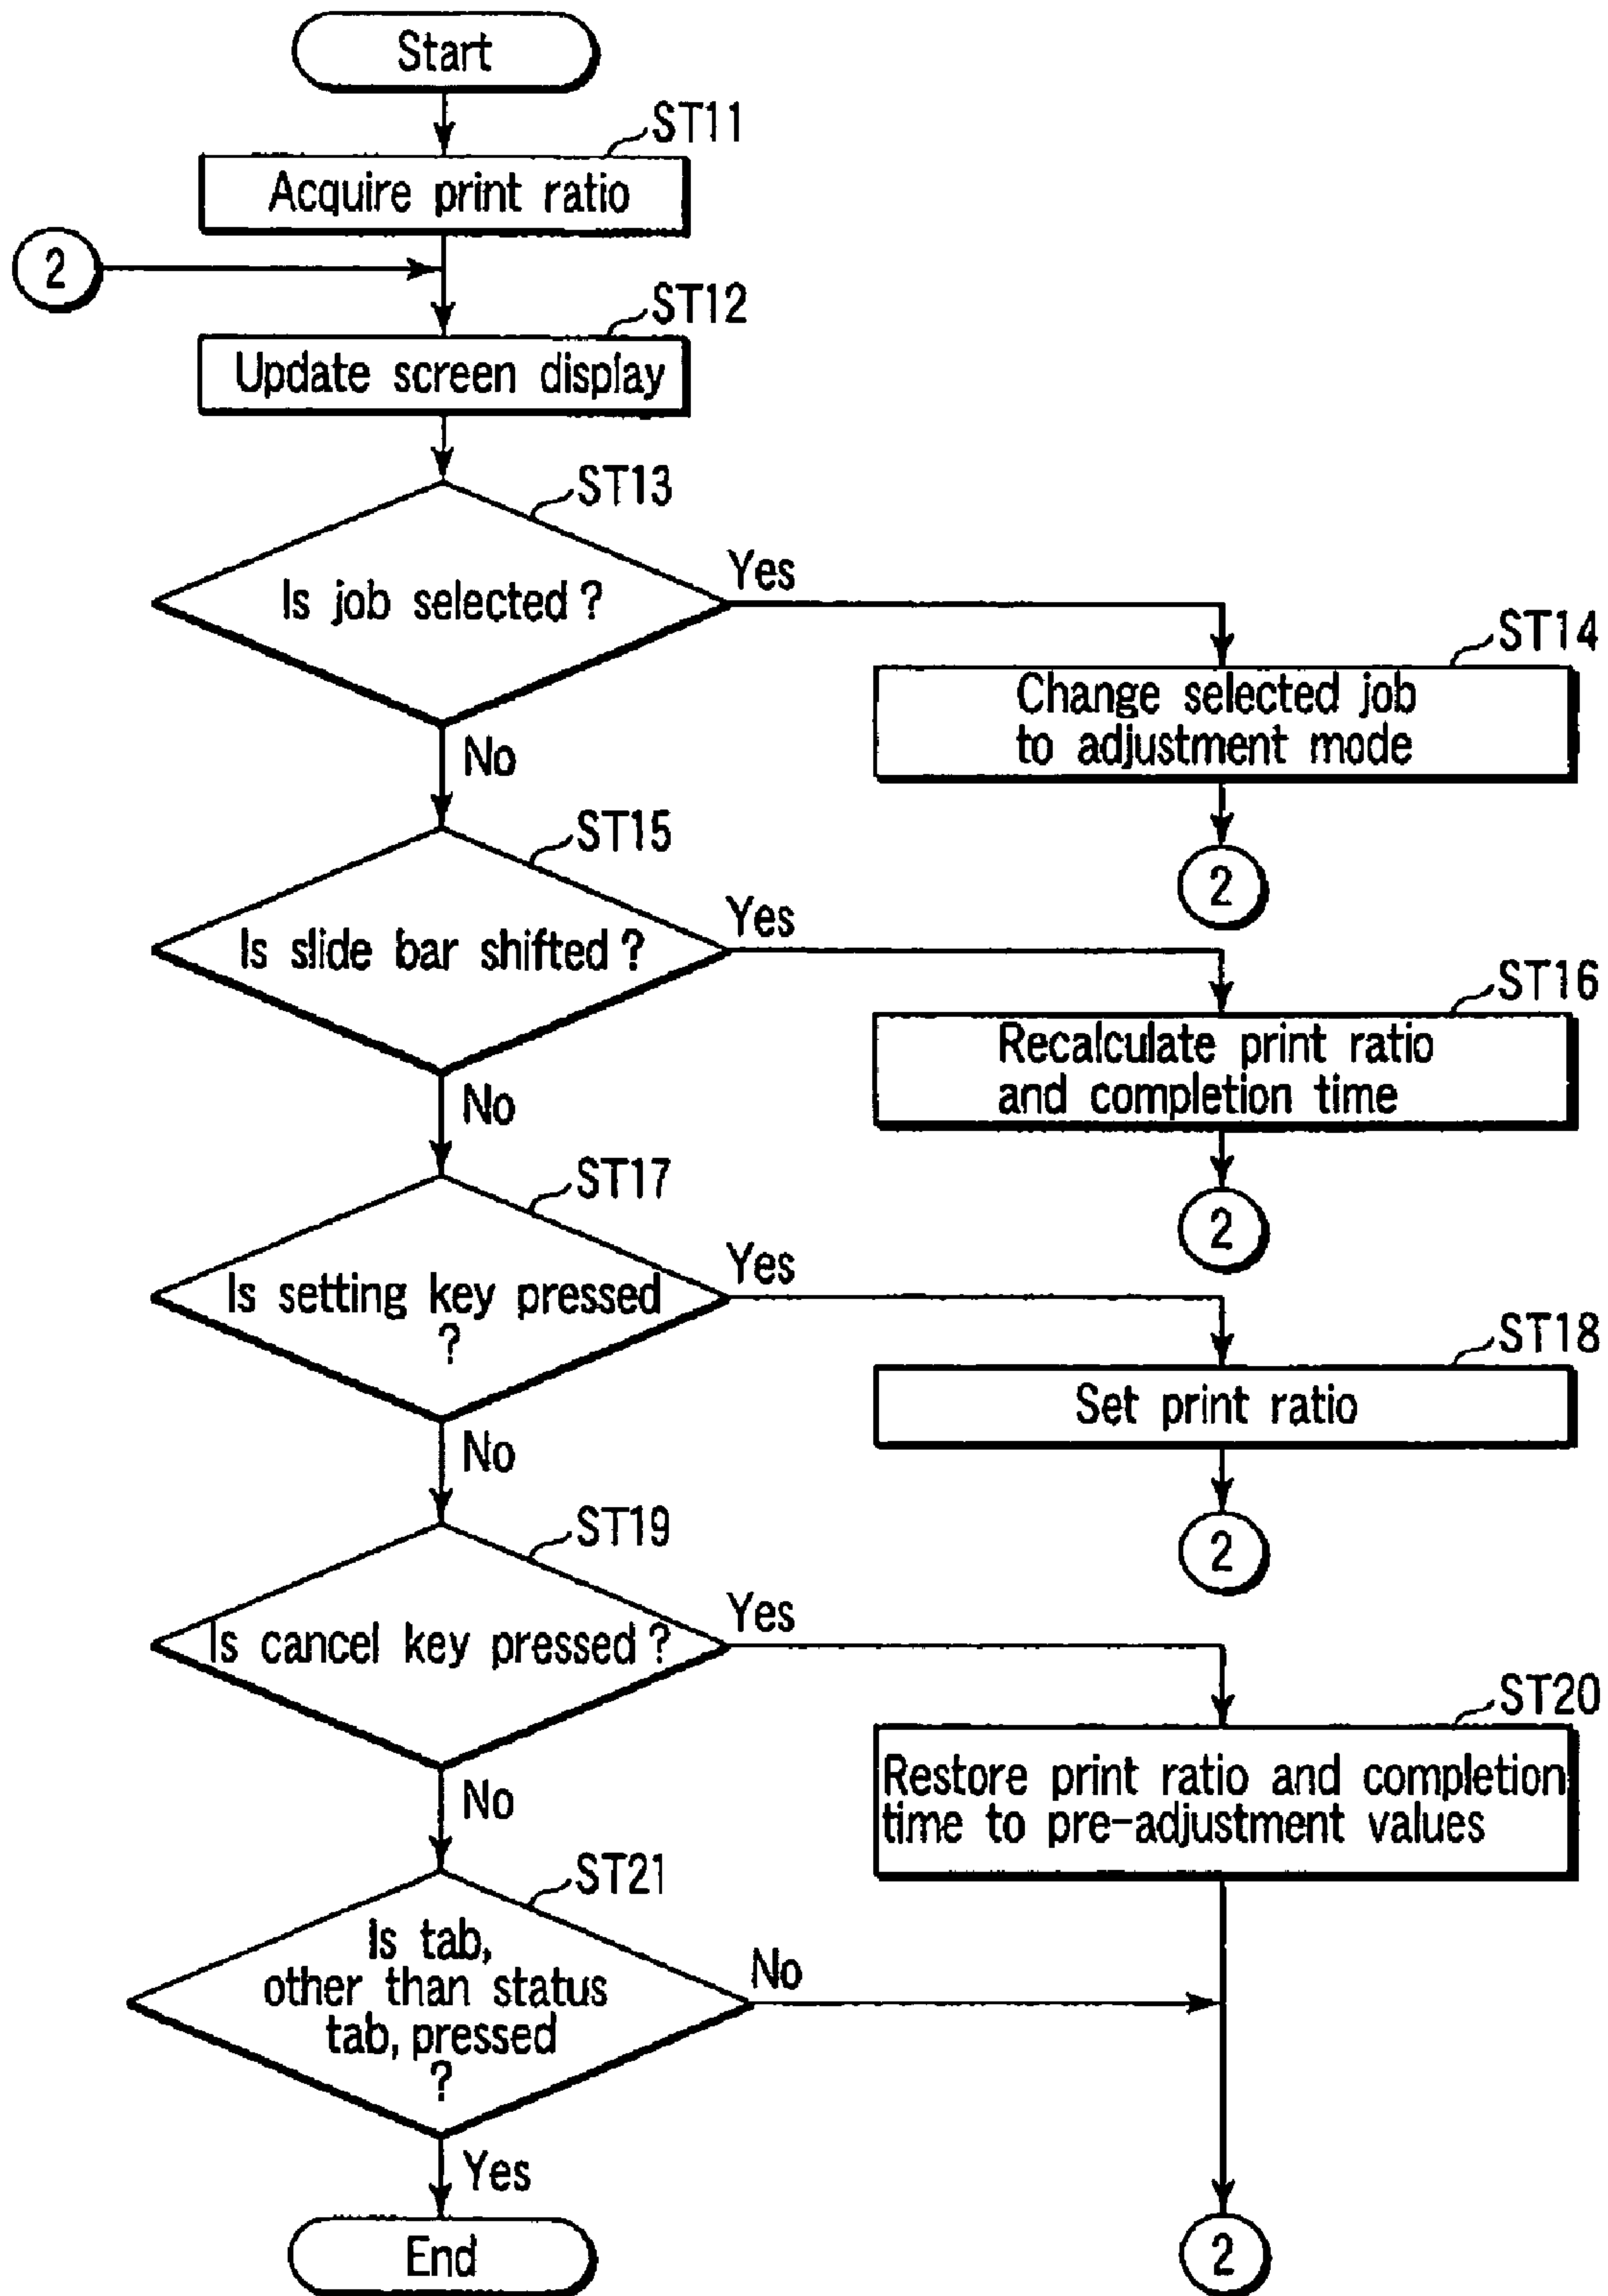 Start
ST11
Acquire print ratio
2
ST12
Update screen display
ST13
Is job selected ?
Yes
ST14
Change selected job
to adjustment mode
No
2
ST15
Is slide bar shifted ?
Yes
ST16
Recalculate print ratio
and completion time
No
2
ST17
Is setting key pressed
?
Yes
ST18
Set print ratio
No
2
ST19
Is cancel key pressed ?
Yes
ST20
Restore print ratio and completion
time to pre-adjustment values
No
ST21
Is tab,
other than status
tab, pressed
?
No
Yes
End
2